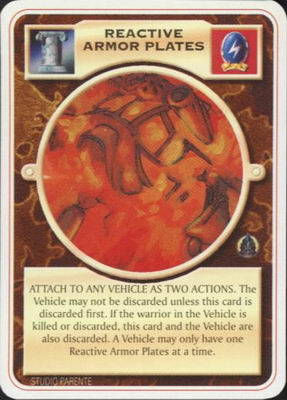 REACTIVE
ARMOR PLATES
ATTACH TO ANY VEHICLE AS TWO ACTIONS. The
Vehicle may not be discarded unless this card is
discarded first. If the warrior in the Vehicle is
killed or discarded, this card and the Vehicle are
also discarded. A Vehicle may only have one
Reactive Armor Plates at a time.
STUDIO PARENTE